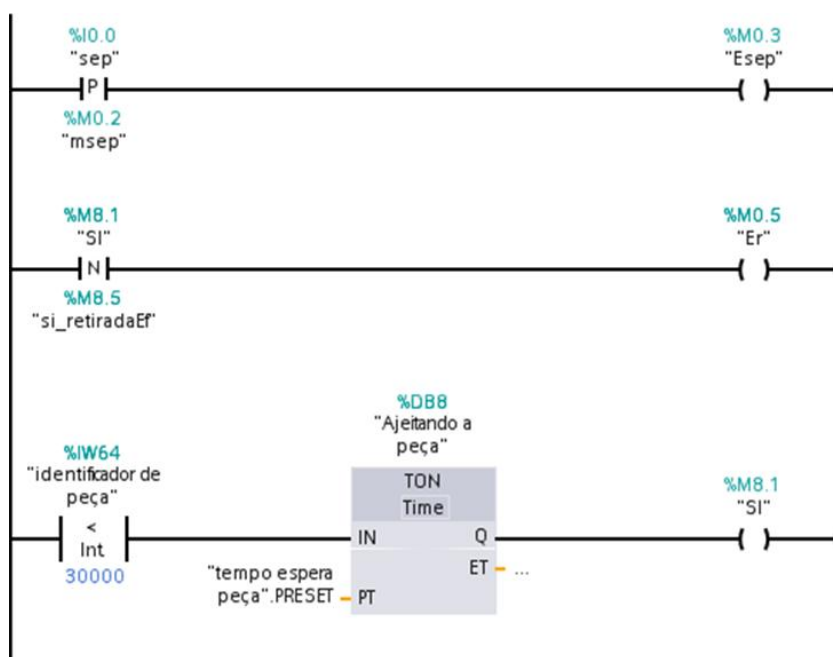 %I0.0
"sep"
P
%M0.2
"msep"
%M0.3
"Esep"
( )
%M8.1
"SI"
N
%M8.5
"si_retiradaEf"
%M0.5
"Er"
( )
%IW64
"identificador de
peça"
<
Int
30000
%DB8
"Ajeitando a
peça"
TON
Time
IN
Q
ET
...
"tempo espera
peça".PRESET
PT
%M8.1
"SI"
( )